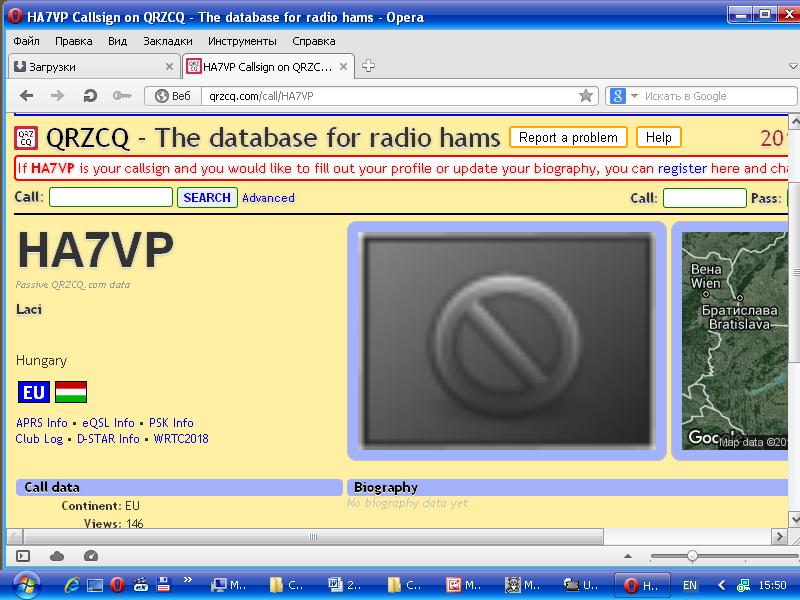 HA7VP Callsign on QRZCQ - The database for radio hams - Opera
Файл Правка Вид Закладки Инструменты Справка
Загрузки HA7VP Callsign on QRZC...
Веб qrzcq.com/call/HA7VP Искать в Google
QRZ CQ QRZCQ - The database for radio hams Report a problem Help 20
If HA7VP is your callsign and you would like to fill out your profile or update your biography, you can register here and cha
Call: SEARCH Advanced Call: Pass:
HA7VP
Passive QRZCQ.com data
Laci
Hungary
EU
APRS Info • eQSL Info • PSK Info
Club Log • D-STAR Info • WRTC2018
Вена
Wien
Братислава
Bratislava
Goo Map data ©20
Call data Biography
Continent: EU No biography data yet
Views: 146
M.. C.. 2.. C.. M.. M.. U.. H.. EN 15:50